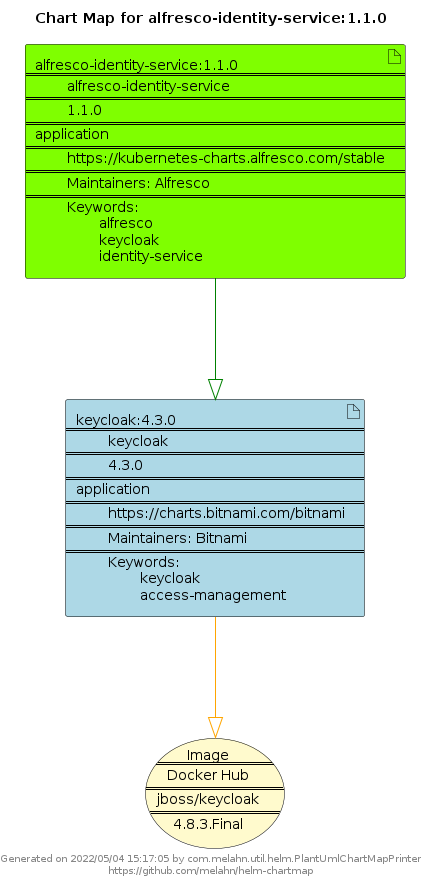 Chart Map for alfresco-identity-service:1.1.0
alfresco-identity-service:1.1.0
alfresco-identity-service
1.1.0
application
https://kubernetes-charts.alfresco.com/stable
Maintainers: Alfresco
Keywords:
alfresco
keycloak
identity-service
keycloak:4.3.0
keycloak
4.3.0
application
https://charts.bitnami.com/bitnami
Maintainers: Bitnami
Keywords:
keycloak
access-management
Image
Docker Hub
jboss/keycloak
4.8.3.Final
Generated on 2022/05/04 15:17:05 by com.melahn.util.helm.PlantUmlChartMapPrinter
https://github.com/melahn/helm-chartmap